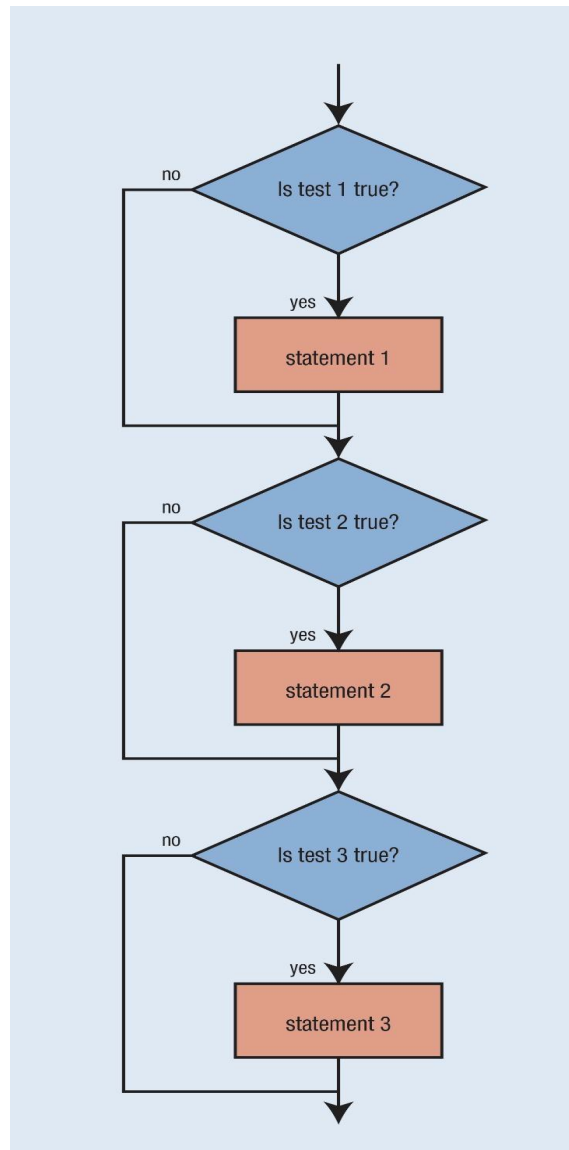 Is test 1 true?
no
yes
statement 1
Is test 2 true?
no
yes
statement 2
Is test 3 true?
no
yes
statement 3